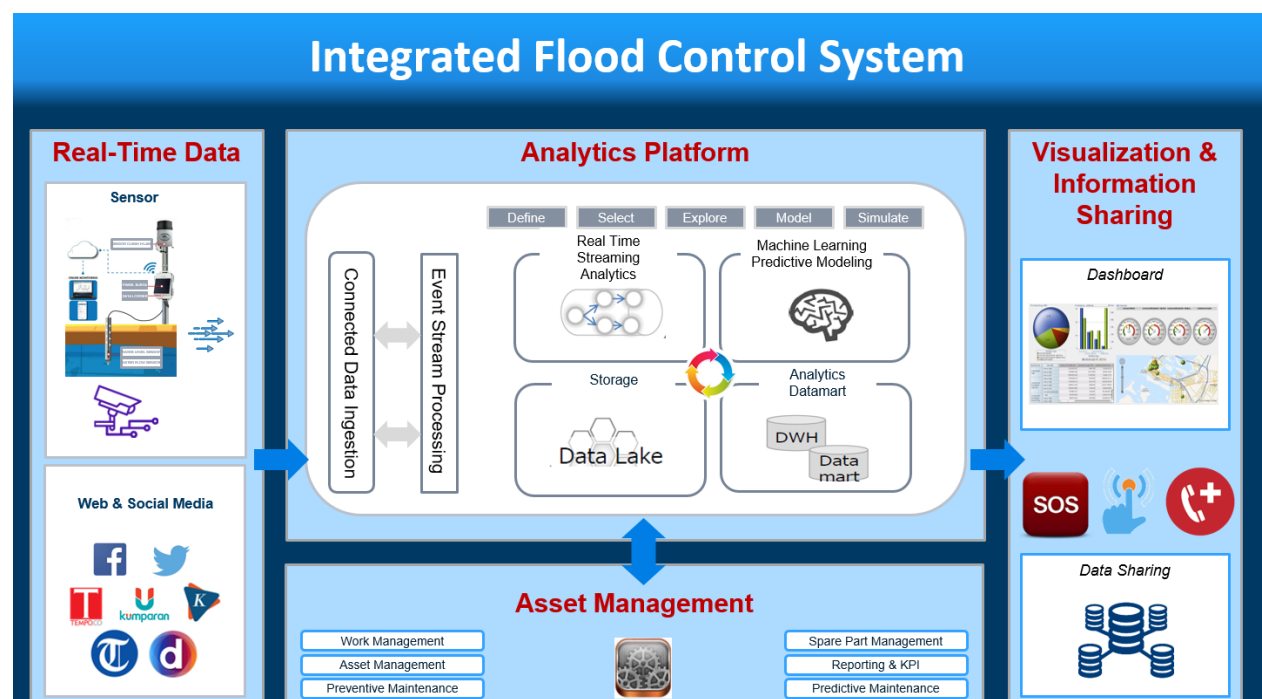 Integrated Flood Control System
Real-Time Data
Sensor
Web & Social Media
TEMPO.CO
kumparan
K
T
d
Analytics Platform
Define
Select
Explore
Model
Simulate
Connected Data Ingestion
Event Stream Processing
Real Time
Streaming
Analytics
Machine Learning
Predictive Modeling
Storage
Data Lake
Analytics
Datamart
DWH
Data
mart
Asset Management
Work Management
Asset Management
Preventive Maintenance
Spare Part Management
Reporting & KPI
Predictive Maintenance
Visualization &
Information
Sharing
Dashboard
SOS
Data Sharing